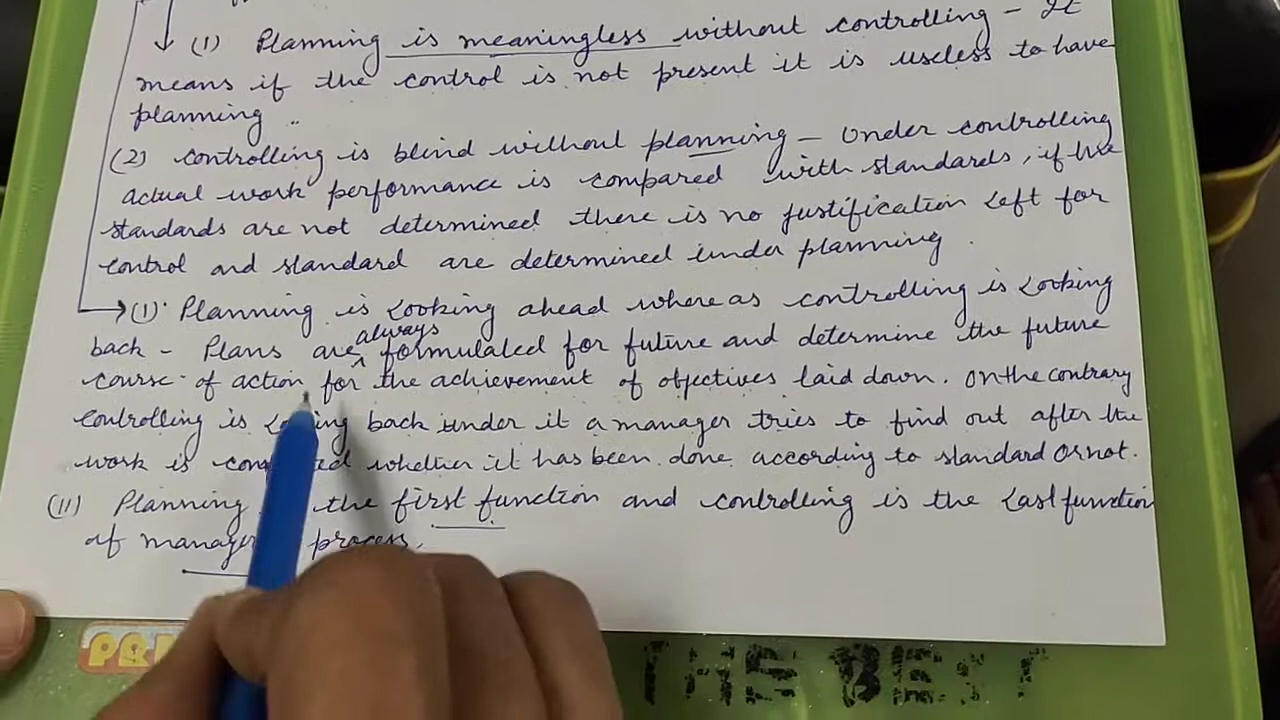 (1) Planning is meaningless without controlling - It
means if the control is not present it is useless to have
planning ..
(2) controlling is blind without planning - Under controlling
actual work performance is compared with standards, if the
standards are not determined there is no justification left for
control and standard are determined under planning.
(1). Planning is Looking ahead where as controlling is Looking
always
back - Plans are formulated for future and determine the future
course of action for the achievement of objectives laid down. On the contrary
controlling is back under it a manager tries to find out after the
work is whether it has been done according to standard or not.
(11) Planning the first function and controlling is the Last function
of process.
THS BEST